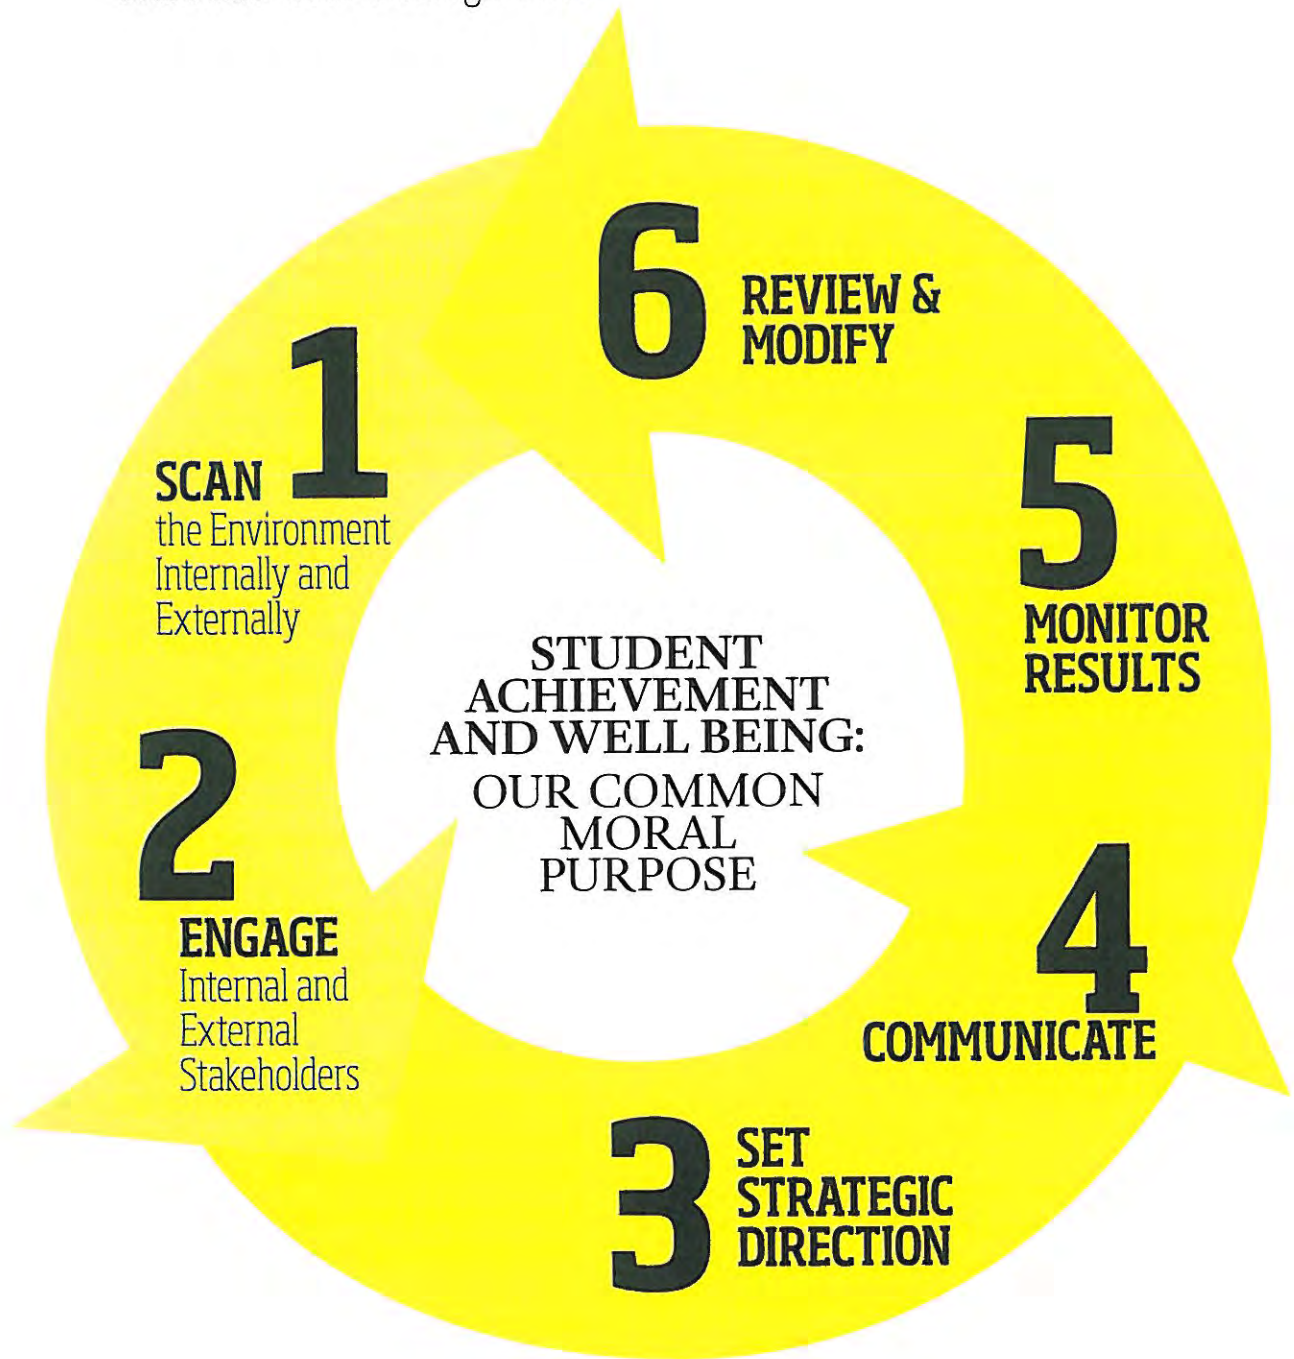 1
SCAN
the Environment
Internally and
Externally
2
ENGAGE
Internal and
External
Stakeholders
3
SET
STRATEGIC
DIRECTION
4
COMMUNICATE
5
MONITOR
RESULTS
6
REVIEW &
MODIFY
STUDENT
ACHIEVEMENT
AND WELL BEING:
OUR COMMON
MORAL
PURPOSE